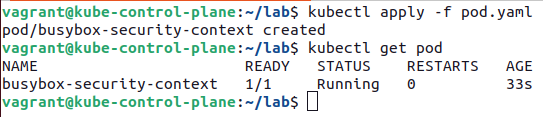 vagrant@kube-control-plane:~/lab$ kubectl apply -f pod.yaml
pod/busybox-security-context created
vagrant@kube-control-plane:~/lab$ kubectl get pod
NAME                       READY   STATUS    RESTARTS   AGE
busybox-security-context   1/1     Running   0          33s
vagrant@kube-control-plane:~/lab$